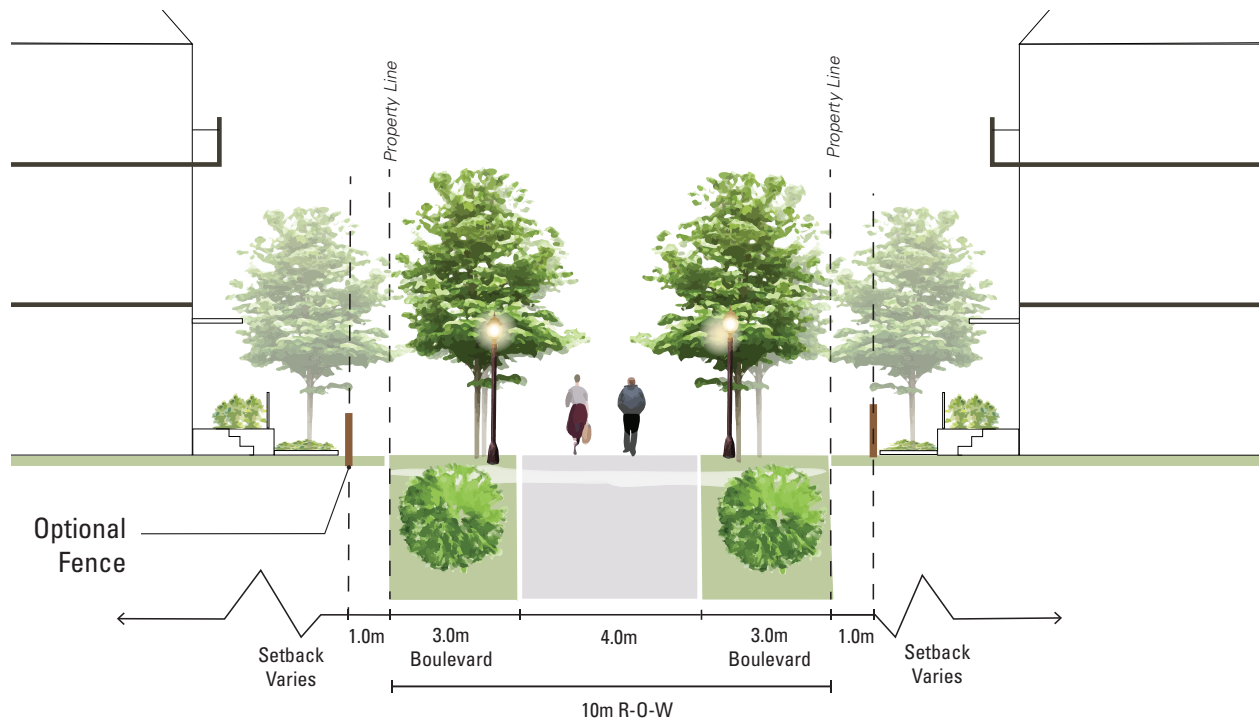 Property Line
Property Line
Optional
Fence
Setback
Varies
1.0m
3.0m
Boulevard
4.0m
3.0m
Boulevard
1.0m
Setback
Varies
10m R-O-W